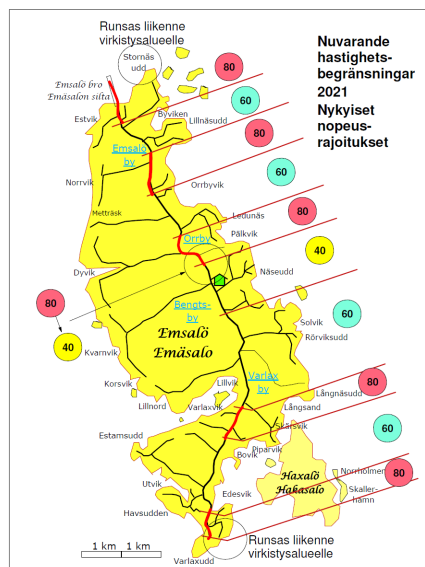 Runsas liikenne
virkistysalueelle
Stornäs
udd
Nuvarande
hastighets-
begränsningar
2021
Nykyiset
nopeus-
rajoitukset
80
Emsalö bro
Emäsalon silta
60
Byviken
Estvik
Lillnäsudd
80
Emsalö
by
Norrvik
60
Orrbyvik
Metträsk
80
Ledunäs
Pälkvik
Orrby
40
Dyvik
Näseudd
80
Bengts-
by
60
Solvik
Rörviksudd
Emsalö
Emäsalo
40
Kvarnvik
Varlax
by
Korsvik
Lillvik
80
Långnäsudd
Lillnord
Varlaxvik
Långsand
Skarsvik
60
Estamsudd
Piparvik
Bovik
Norrholmen
80
Haxalö
Hakasalo
Utvik
Edesvik
Skaller-
hamn
Havsudden
Runsas liikenne
virkistysalueelle
1 km
1 km
Varlaxudd